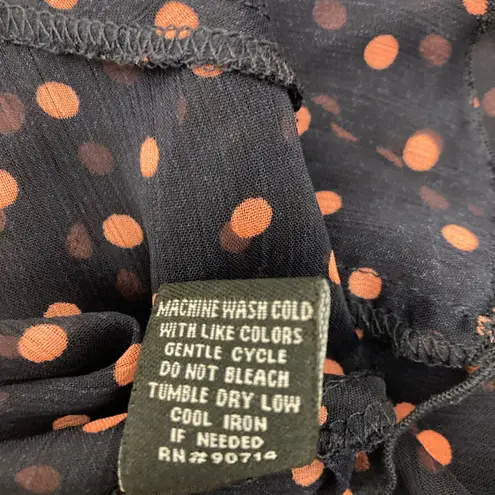 MACHINE WASH COLD
WITH LIKE COLORS
GENTLE CYCLE
DO NOT BLEACH
TUMBLE DRY LOW
COOL IRON
IF NEEDED
RN#90714